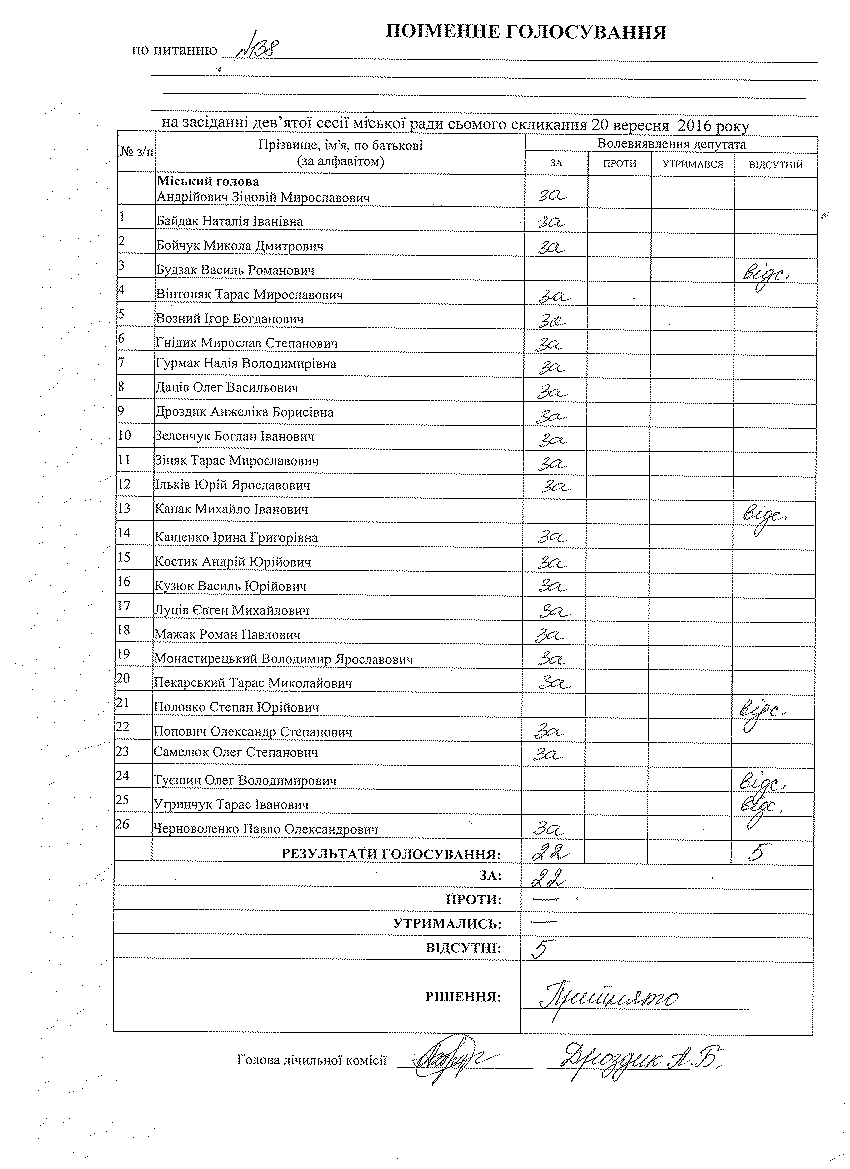 ПОІМЕННЕ ГОЛОСУВАННЯ
по питанню №38
на засіданні дев’ятої сесії міської ради сьомого скликання 20 вересня 2016 року
№ з/п Прізвище, ім’я, по батькові (за алфавітом) Волевиявлення депутата
ЗА ПРОТИ УТРИМАВСЯ ВІДСУТНІЙ
Міський голова
Андрійович Зіновій Мирославович за
1 Байдак Наталія Іванівна за
2 Бойчук Микола Дмитрович за
3 Будзак Василь Романович відс.
4 Вінтоняк Тарас Мирославович за
5 Возний Ігор Богданович за
6 Гнідик Мирослав Степанович за
7 Гурмак Надія Володимирівна за
8 Даців Олег Васильович за
9 Дроздик Анжеліка Борисівна за
10 Зеленчук Богдан Іванович за
11 Зіняк Тарас Мирославович за
12 Ільків Юрій Ярославович за
13 Капак Михайло Іванович відс.
14 Кащенко Ірина Григорівна за
15 Костик Андрій Юрійович за
16 Кузюк Василь Юрійович за
17 Луців Євген Михайлович за
18 Мажак Роман Павлович за
19 Монастирецький Володимир Ярославович за
20 Пекарський Тарас Миколайович за
21 Половко Степан Юрійович відс.
22 Попович Олександр Степанович за
23 Самелюк Олег Степанович за
24 Туєшин Олег Володимирович відс.
25 Угринчук Тарас Іванович відс.
26 Черноволенко Павло Олександрович за
РЕЗУЛЬТАТИ ГОЛОСУВАННЯ: 22 5
ЗА: 22
ПРОТИ: —
УТРИМАЛИСЬ: —
ВІДСУТНІ: 5
РІШЕННЯ: Прийнято
Голова лічильної комісії Дроздик А.Б.